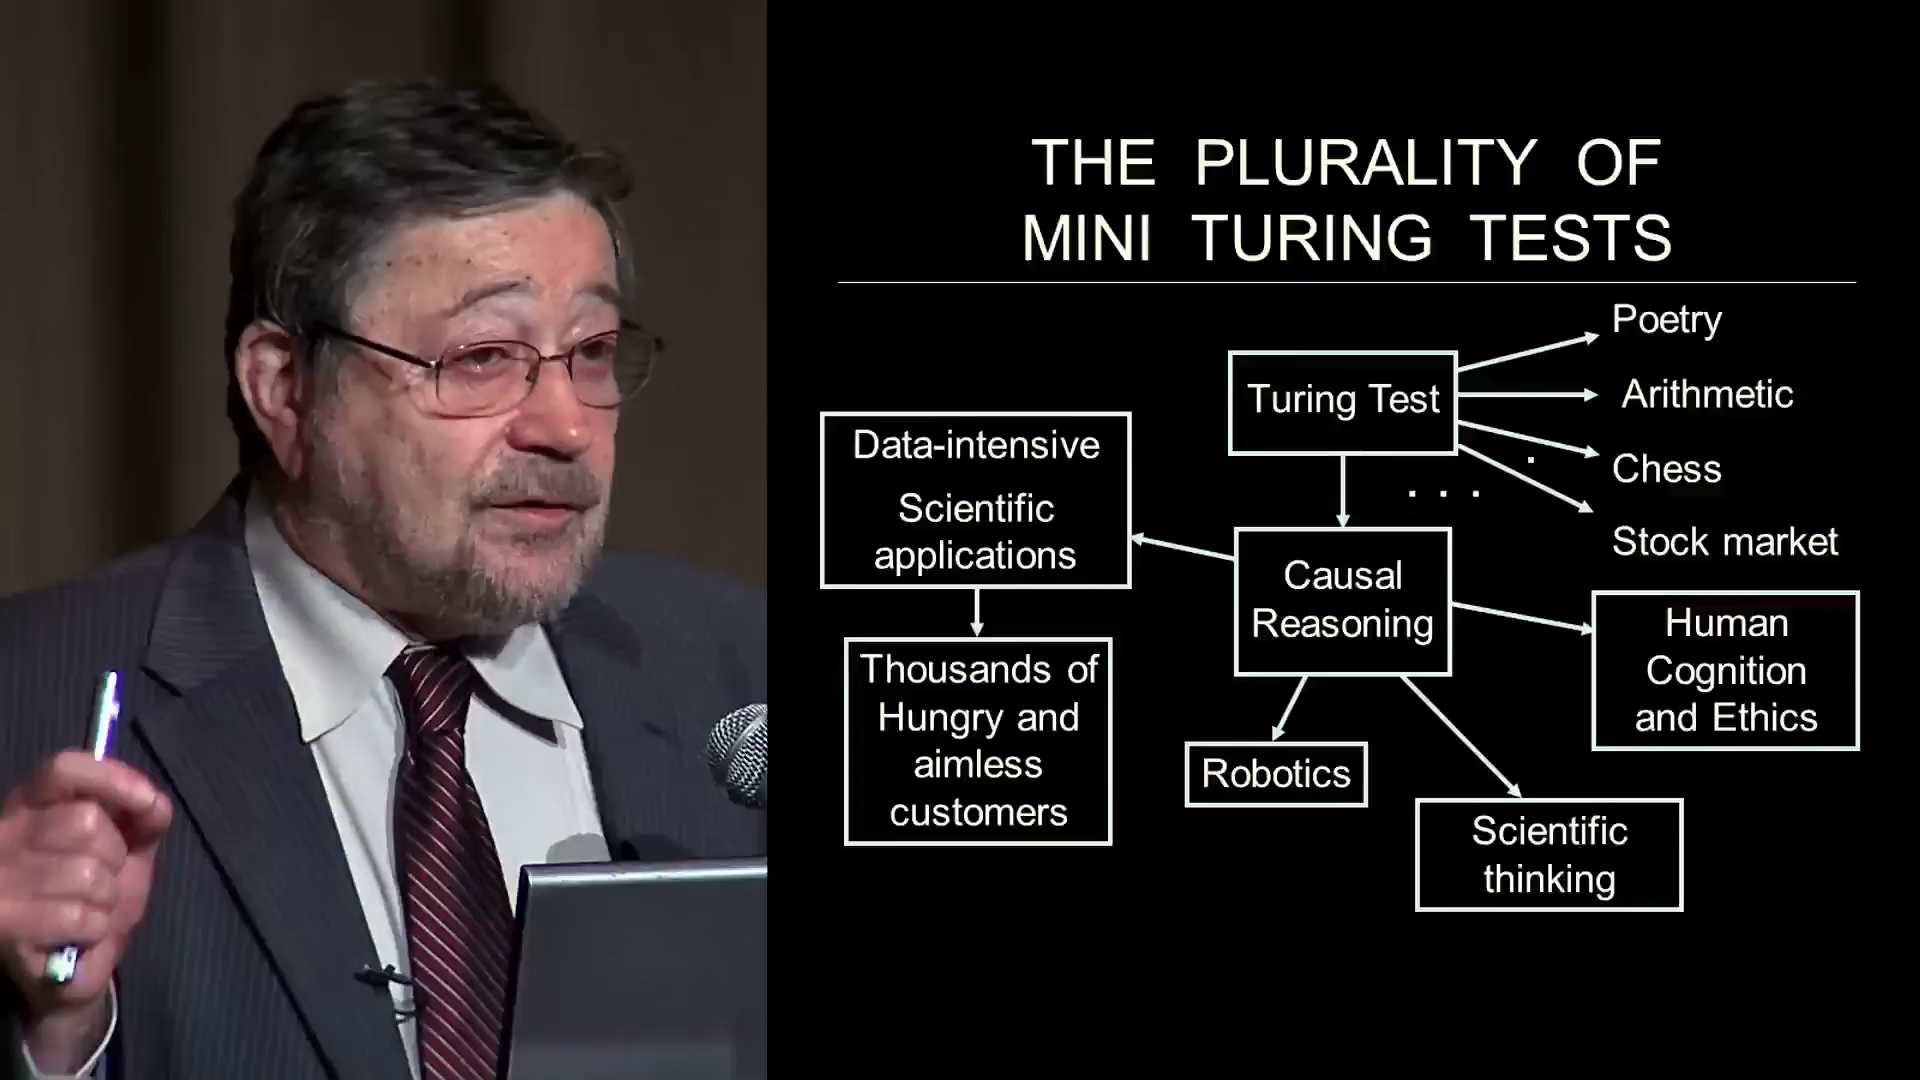 THE PLURALITY OF
MINI TURING TESTS
Poetry
Turing Test
Arithmetic
Chess
. . .
Stock market
Data-intensive
Scientific
applications
Causal
Reasoning
Human
Cognition
and Ethics
Thousands of
Hungry and
aimless
customers
Robotics
Scientific
thinking